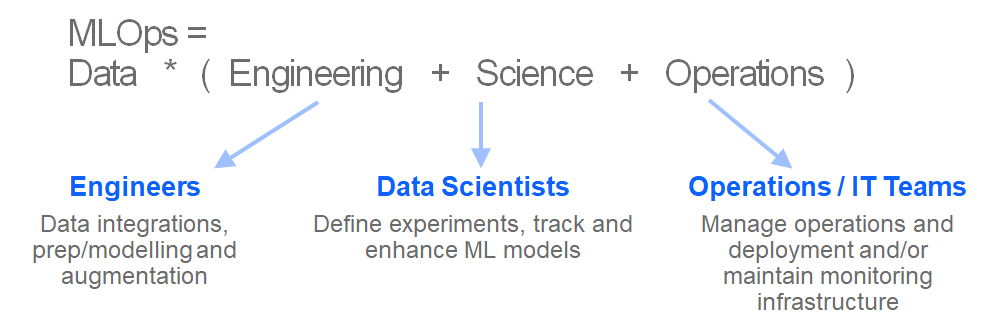 MLOps =
Data * ( Engineering + Science + Operations )
Engineers
Data integrations,
prep/modelling and
augmentation
Data Scientists
Define experiments, track and
enhance ML models
Operations / IT Teams
Manage operations and
deployment and/or
maintain monitoring
infrastructure